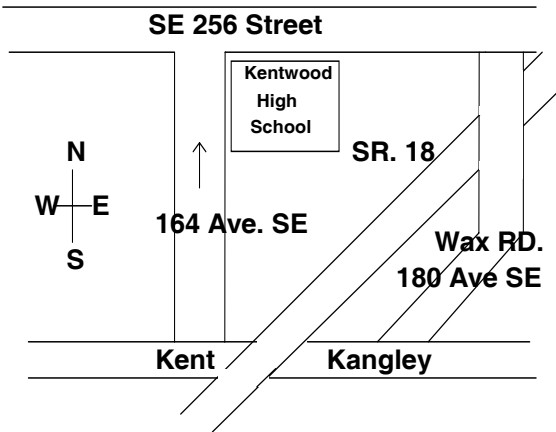 SE 256 Street
Kentwood
High
School
SR. 18
N
W E
S
164 Ave. SE
Wax RD.
180 Ave SE
Kent Kangley